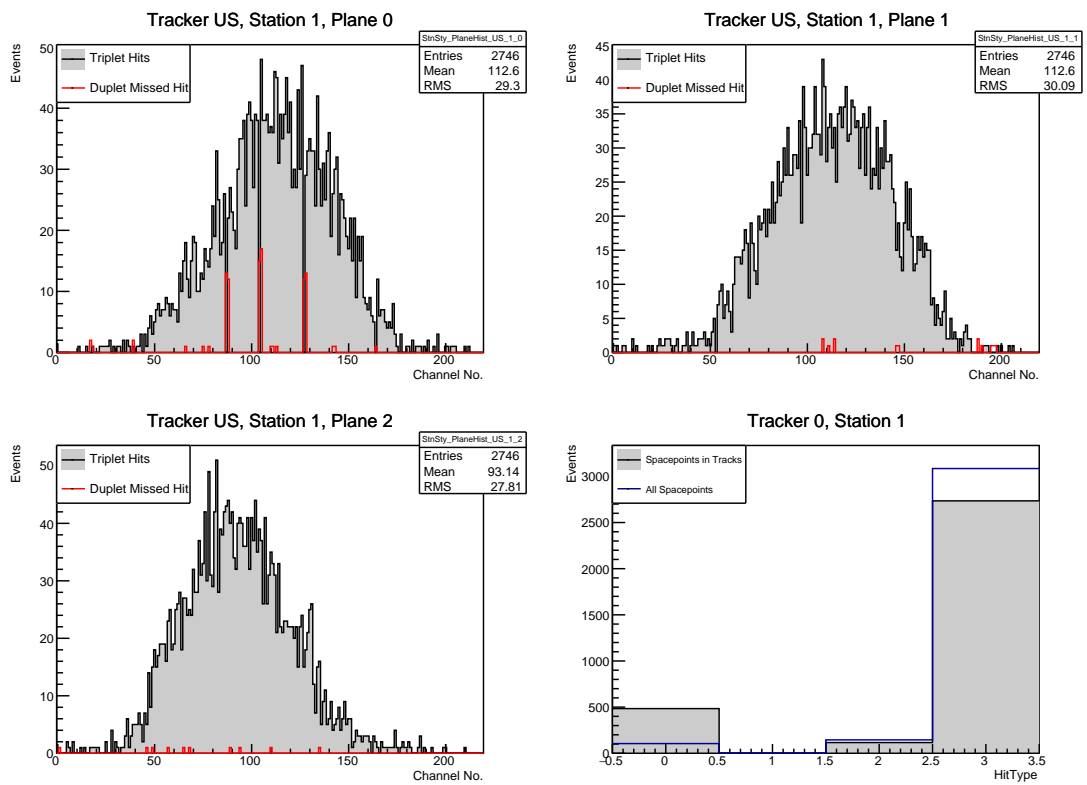 Tracker US, Station 1, Plane 0
Events
Triplet Hits
Duplet Missed Hit
StnSty_PlaneHist_US_1_0
Entries 2746
Mean 112.6
RMS 29.3
50
40
30
20
10
0
0 50 100 150 200
Channel No.
Tracker US, Station 1, Plane 1
Events
Triplet Hits
Duplet Missed Hit
StnSty_PlaneHist_US_1_1
Entries 2746
Mean 112.6
RMS 30.09
45
40
35
30
25
20
15
10
5
0
0 50 100 150 200
Channel No.
Tracker US, Station 1, Plane 2
Events
Triplet Hits
Duplet Missed Hit
StnSty_PlaneHist_US_1_2
Entries 2746
Mean 93.14
RMS 27.81
50
40
30
20
10
0
0 50 100 150 200
Channel No.
Tracker 0, Station 1
Events
Spacepoints in Tracks
All Spacepoints
3000
2500
2000
1500
1000
500
0
-0.5 0 0.5 1 1.5 2 2.5 3 3.5
HitType